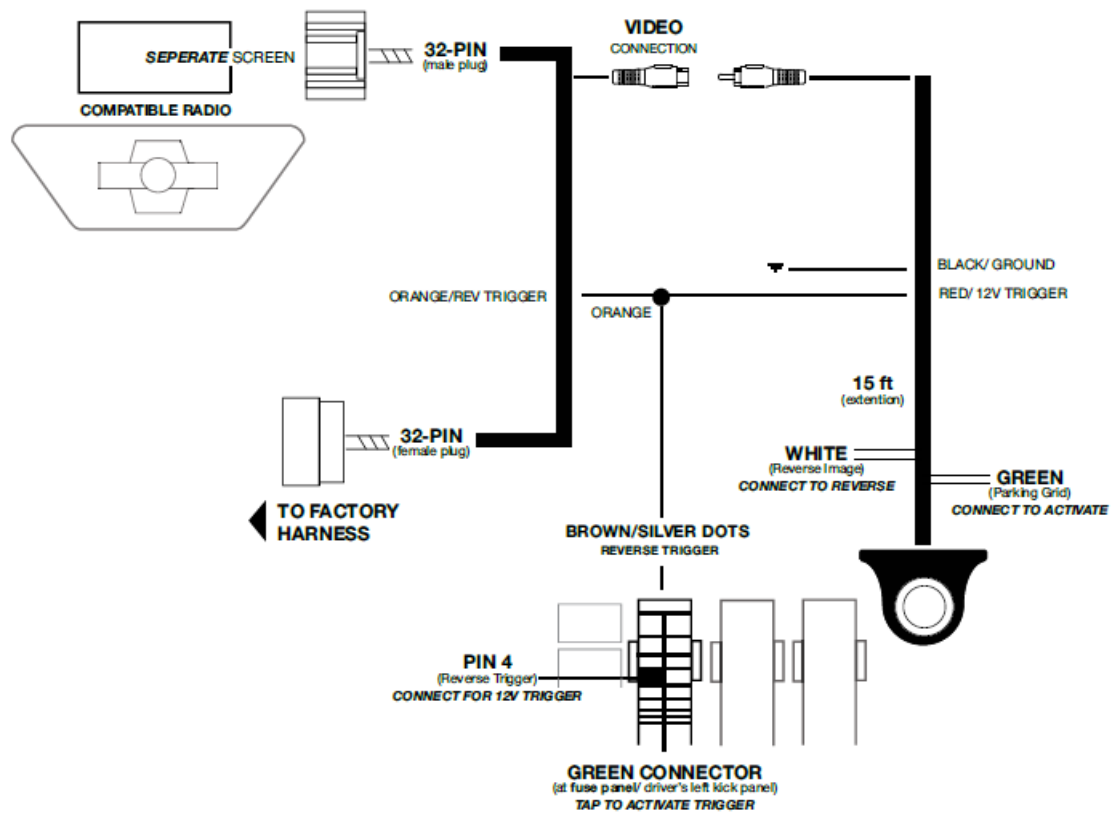 SEPERATE SCREEN
COMPATIBLE RADIO
32-PIN
(male plug)
VIDEO
CONNECTION
BLACK/ GROUND
RED/ 12V TRIGGER
ORANGE/REV TRIGGER
ORANGE
15 ft
(extention)
32-PIN
(female plug)
WHITE
(Reverse Image)
CONNECT TO REVERSE
GREEN
(Parking Grid)
CONNECT TO ACTIVATE
TO FACTORY
HARNESS
BROWN/SILVER DOTS
REVERSE TRIGGER
PIN 4
(Reverse Trigger)
CONNECT FOR 12V TRIGGER
GREEN CONNECTOR
(at fuse panel/ driver's left kick panel)
TAP TO ACTIVATE TRIGGER